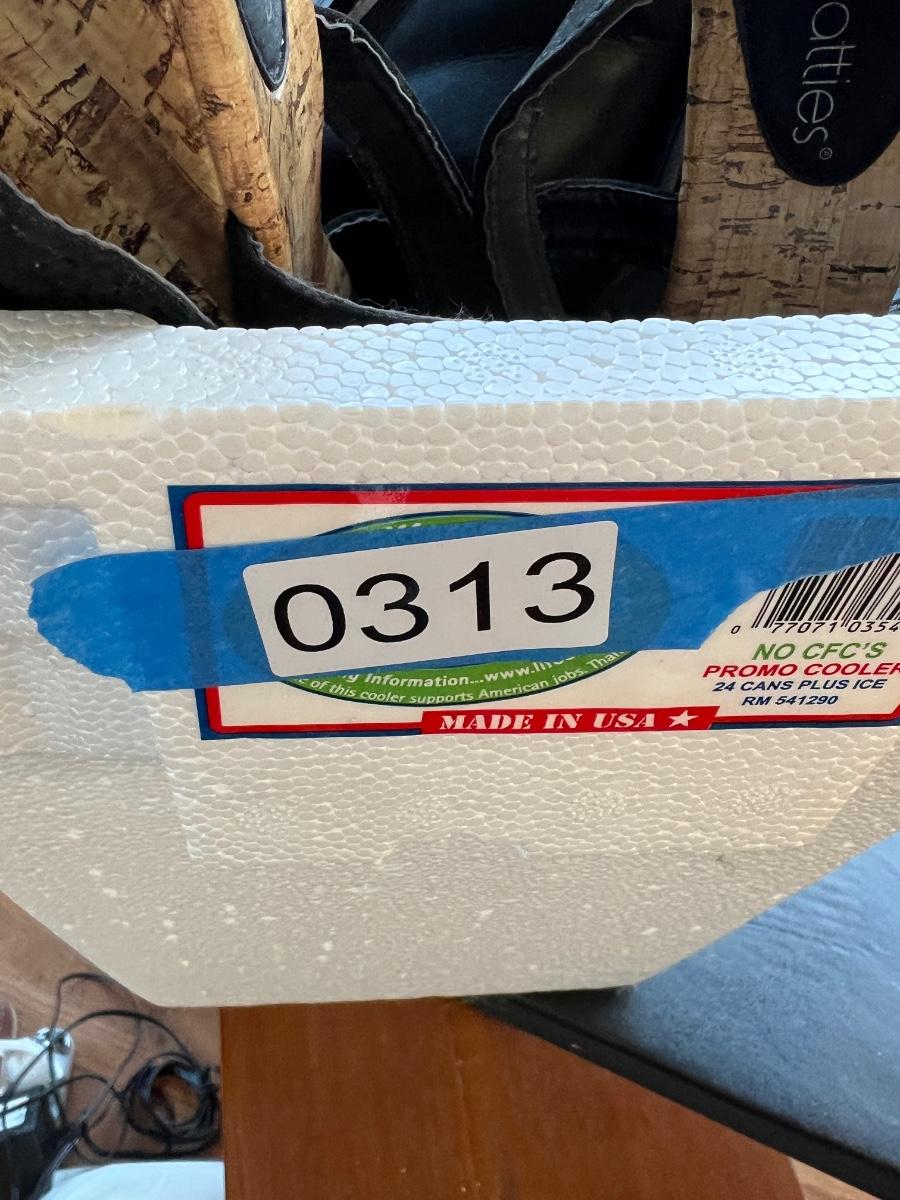 otties®
0313
0 77071 0354
Information...www.
of this cooler supports American jobs.
NO CFC'S
PROMO COOLER
24 CANS PLUS ICE
RM 541290
MADE IN USA ★